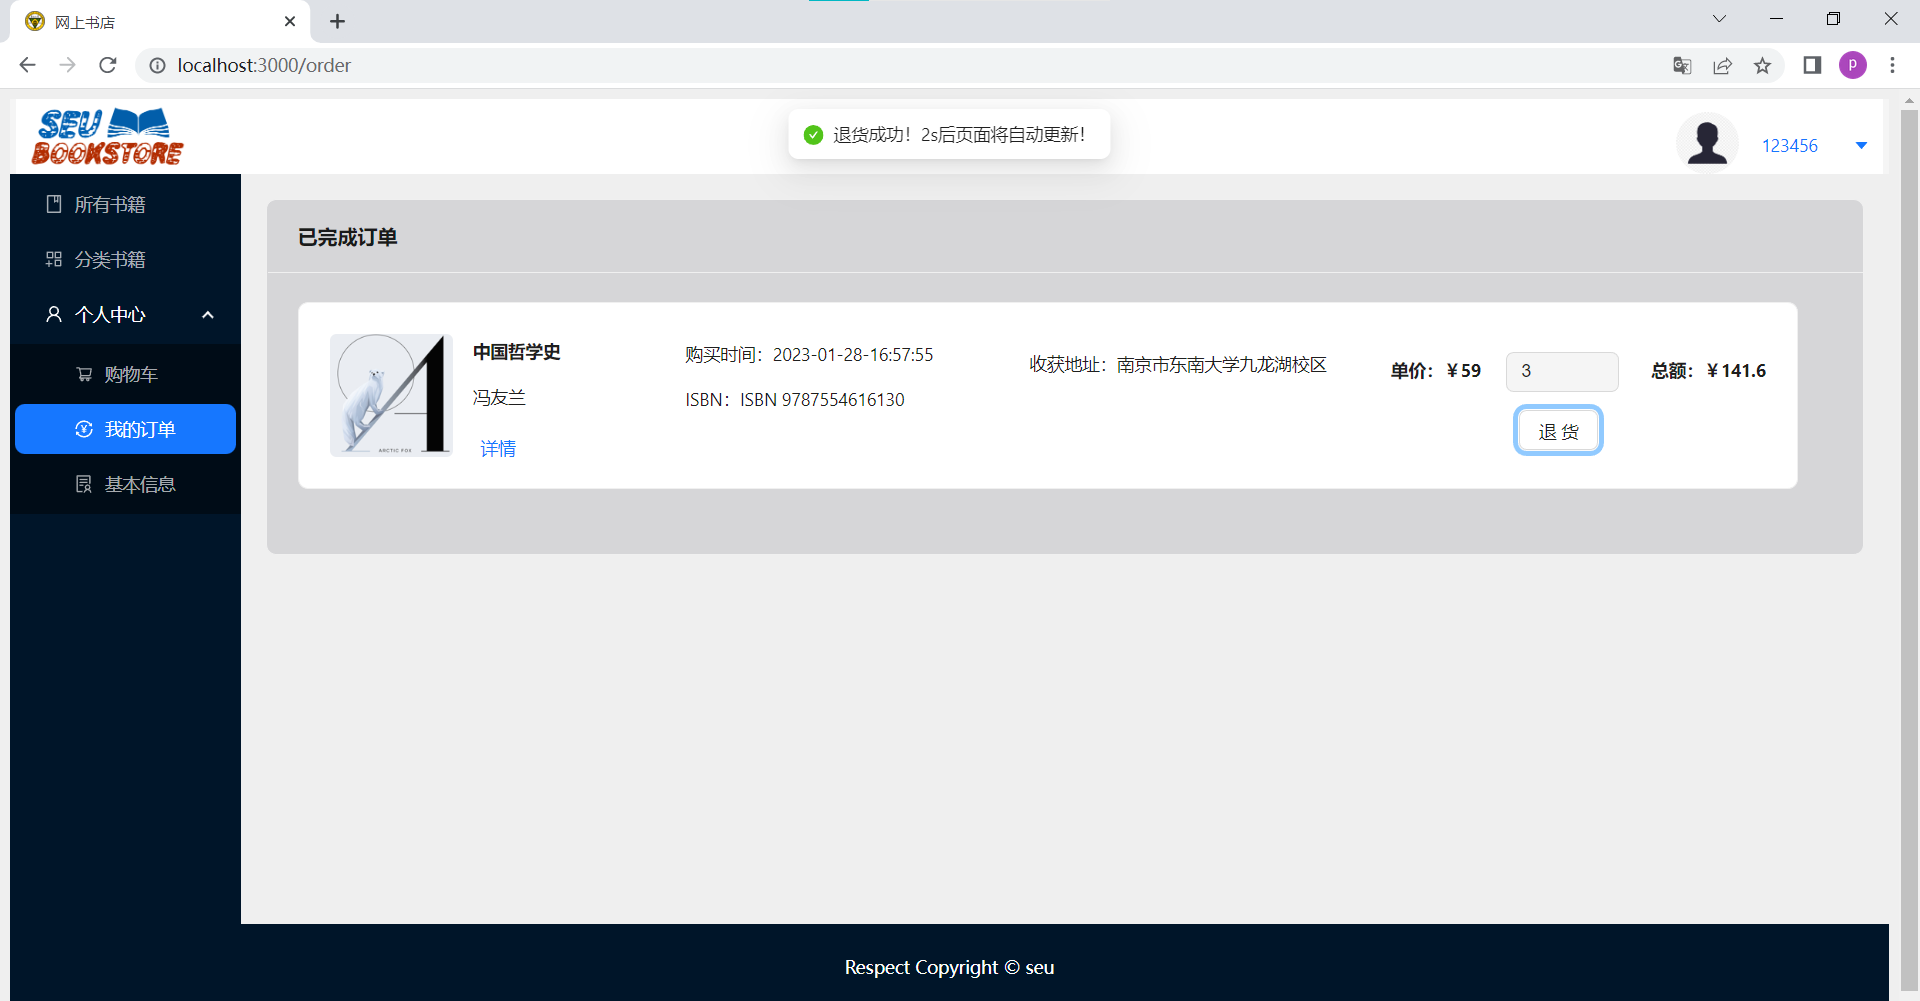 网上书店
localhost:3000/order
SEU
BOOKSTORE
退货成功！2s后页面将自动更新！
P
123456
所有书籍
分类书籍
个人中心
购物车
我的订单
基本信息
已完成订单
ARCTIC FOX
中国哲学史
冯友兰
详情
购买时间：2023-01-28-16:57:55
ISBN：ISBN 9787554616130
收获地址：南京市东南大学九龙湖校区
单价：￥59
3
总额：￥141.6
退 货
Respect Copyright © seu